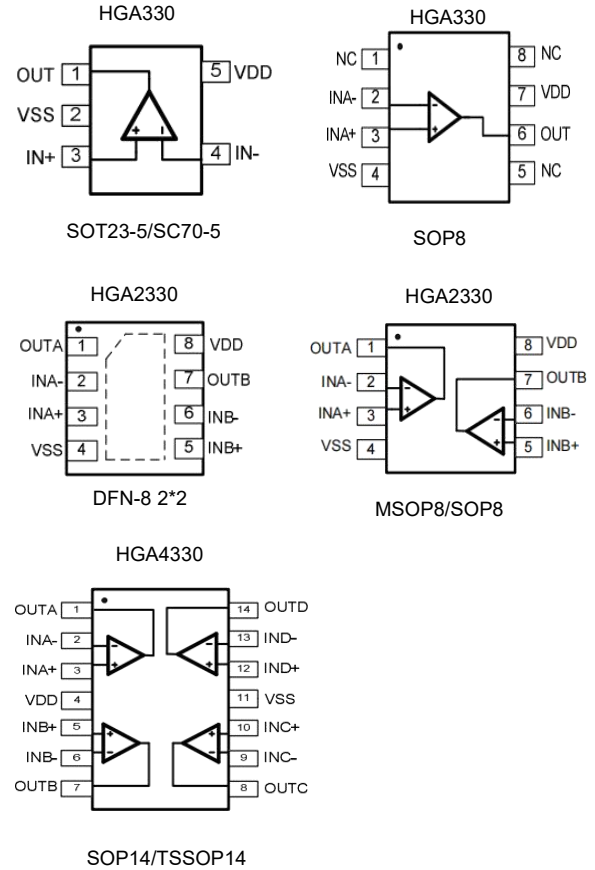 HGA330
OUT 1 5 VDD
VSS 2
IN+ 3 4 IN-
+ -
SOT23-5/SC70-5
HGA330
NC 1 8 NC
INA- 2 - 7 VDD
INA+ 3 + 6 OUT
VSS 4 5 NC
SOP8
HGA2330
OUTA 1 8 VDD
INA- 2 7 OUTB
INA+ 3 6 INB-
VSS 4 5 INB+
DFN-8 2*2
HGA2330
OUTA 1 8 VDD
INA- 2 - 7 OUTB
INA+ 3 + - 6 INB-
VSS 4 + 5 INB+
MSOP8/SOP8
HGA4330
OUTA 1 14 OUTD
INA- 2 - - 13 IND-
INA+ 3 + + 12 IND+
VDD 4 11 VSS
INB+ 5 + + 10 INC+
INB- 6 - - 9 INC-
OUTB 7 8 OUTC
SOP14/TSSOP14